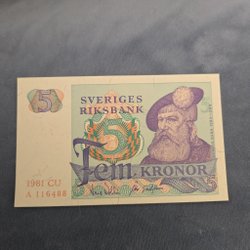 5
SVERIGES
RIKSBANK
5
Fem KRONOR
1981 CU
A 116488